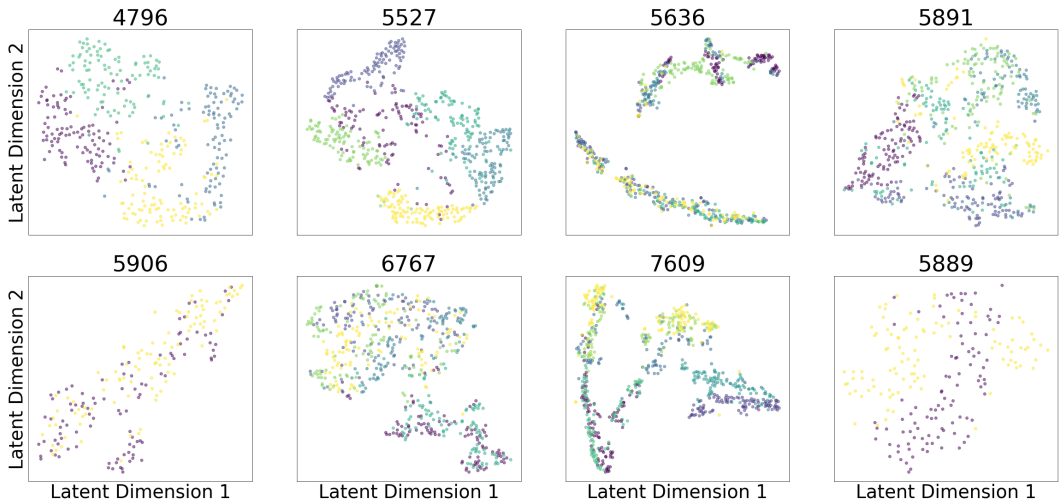 4796
5527
5636
5891
Latent Dimension 2
5906
6767
7609
5889
Latent Dimension 2
Latent Dimension 1
Latent Dimension 1
Latent Dimension 1
Latent Dimension 1